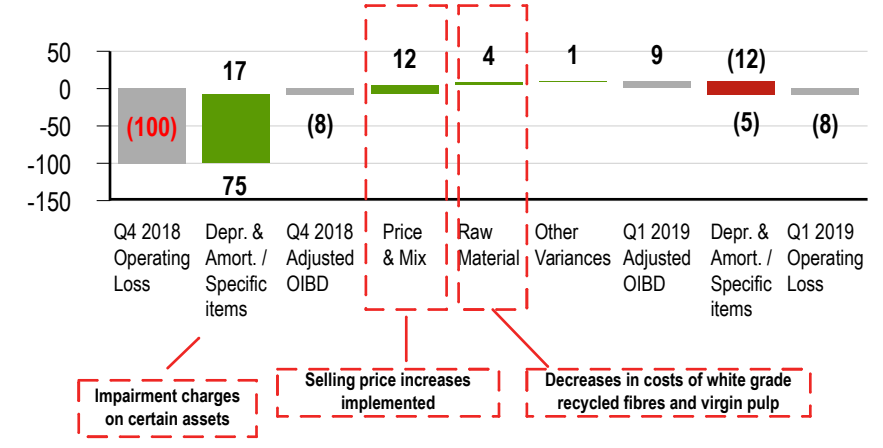 50
0
-50
-100
-150
(100)
17
75
(8)
12
4
1
9
(12)
(5)
(8)
Q4 2018
Operating
Loss
Depr. &
Amort. /
Specific
items
Q4 2018
Adjusted
OIBD
Price
& Mix
Raw
Material
Other
Variances
Q1 2019
Adjusted
OIBD
Depr. &
Amort. /
Specific
items
Q1 2019
Operating
Loss
Impairment charges
on certain assets
Selling price increases
implemented
Decreases in costs of white grade
recycled fibres and virgin pulp